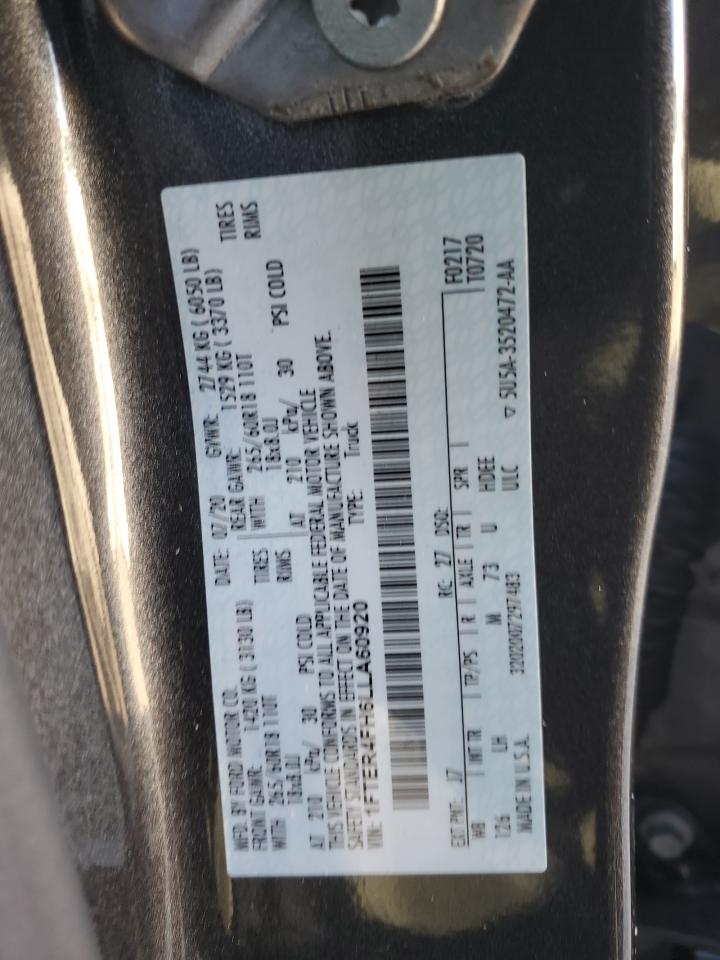 MFD. BY FORD MOTOR CO. DATE: 02/20 GVWR: 2744 KG ( 6050 LB)
FRONT GAWR: 1420 KG ( 3130 LB) REAR GAWR: 1529 KG ( 3370 LB)
WITH 265/60R18 110T TIRES WITH 265/60R18 110T TIRES
18x8.0J RIMS 18x8.0J RIMS
AT 210 kPa/ 30 PSI COLD AT 210 kPa/ 30 PSI COLD
THIS VEHICLE CONFORMS TO ALL APPLICABLE FEDERAL MOTOR VEHICLE
SAFETY STANDARDS IN EFFECT ON THE DATE OF MANUFACTURE SHOWN ABOVE.
VIN: 1FTER4FH6LLA60920 TYPE: Truck
EXT PNT: J7 RC: 27 DSO: F0217
WB INT TR TP/PS R AXLE TR SPR T0720
126 LH M 73 U HDEE
320200 ULC
MADE IN U.S.A. 5U5A-3520472-AA